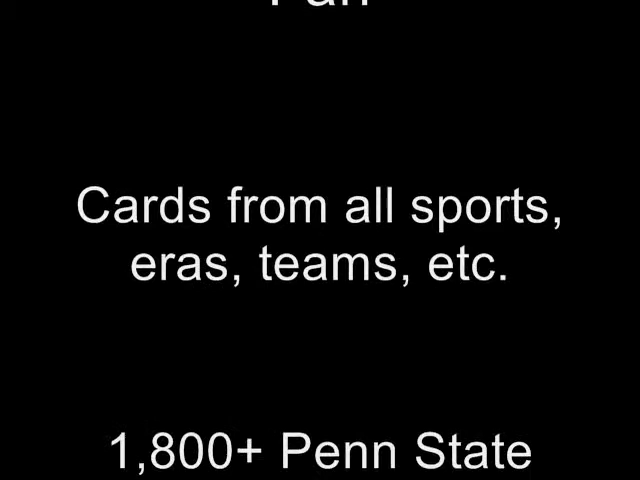 Cards from all sports,
eras, teams, etc.
1,800+ Penn State